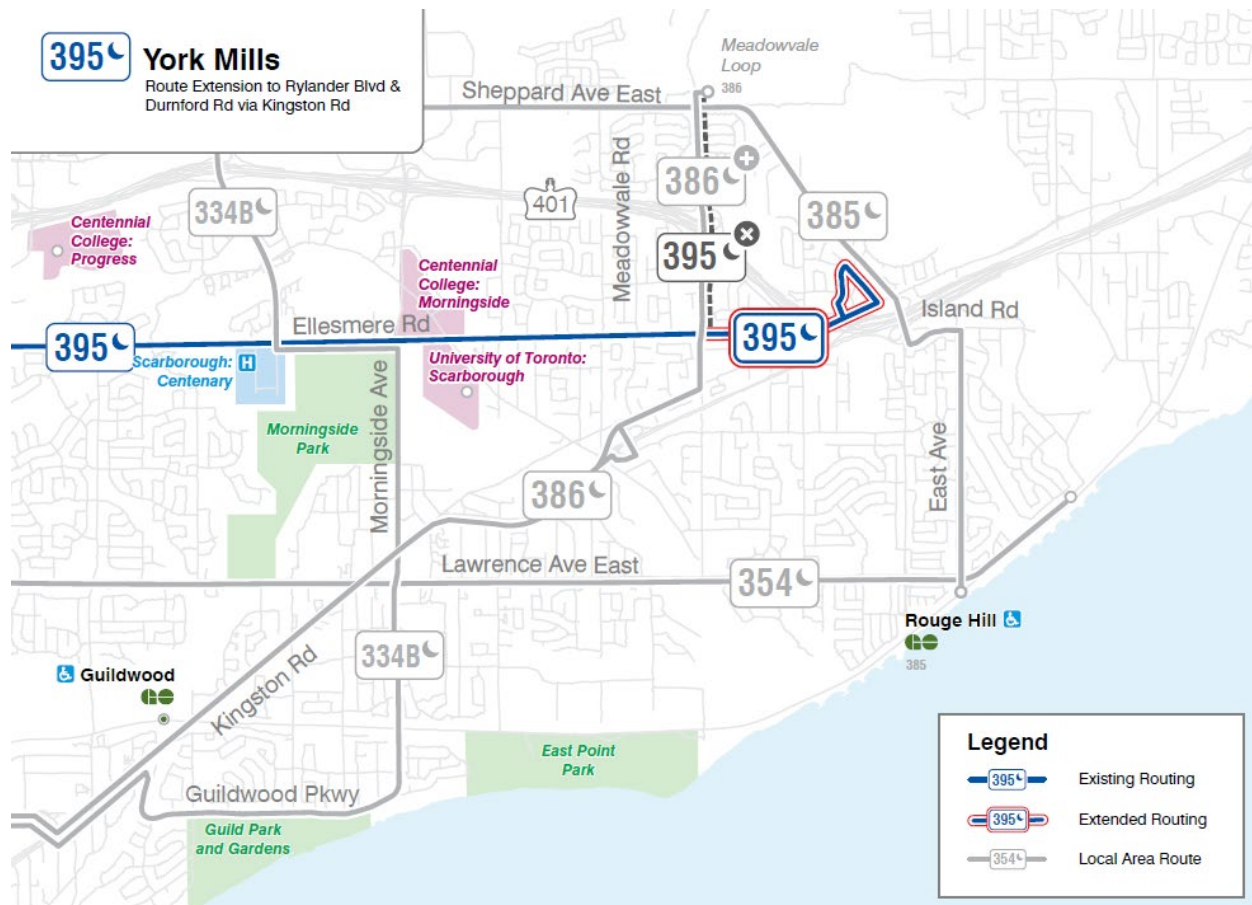 395
York Mills
Route Extension to Rylander Blvd &
Durnford Rd via Kingston Rd
Meadowvale
Loop
386
Sheppard Ave East
Meadowvale Rd
386
401
334B
385
Centennial
College:
Progress
395
Centennial
College:
Morningside
Island Rd
Ellesmere Rd
395
395
Scarborough:
Centenary
H
University of Toronto:
Scarborough
Morningside Ave
Morningside
Park
East Ave
386
Lawrence Ave East
354
Rouge Hill
GO
385
334B
Guildwood
GO
Kingston Rd
East Point
Park
Guildwood Pkwy
Guild Park
and Gardens
Legend
395 Existing Routing
395 Extended Routing
354 Local Area Route